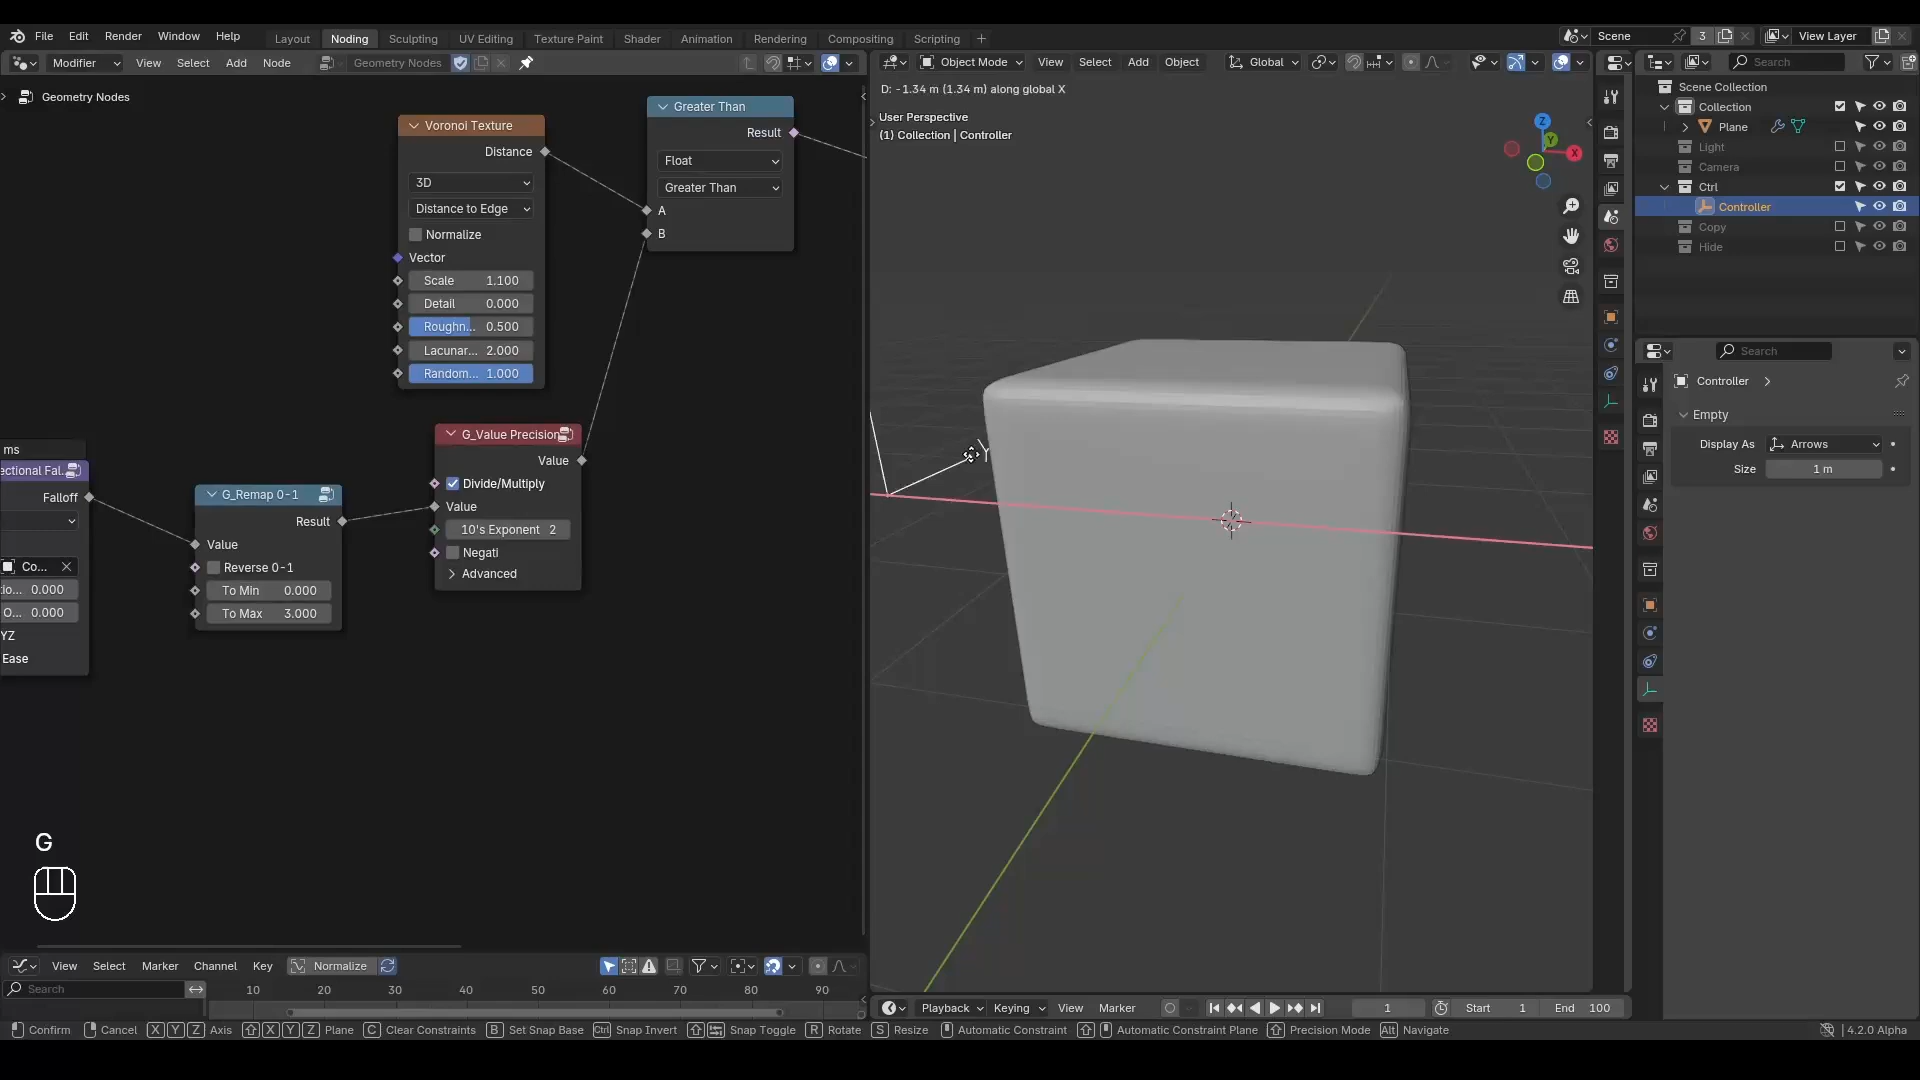 File Edit Render Window Help Layout Noding Sculpting UV Editing Texture Paint Shader Animation Rendering Compositing Scripting + Scene 3 View Layer
Modifier View Select Add Node Geometry Nodes Object Mode View Select Add Object Global Search
Geometry Nodes
D: -1.34 m (1.34 m) along global X
User Perspective
(1) Collection | Controller
Voronoi Texture
Distance
3D
Distance to Edge
Normalize
Vector
Scale 1.100
Detail 0.000
Roughn... 0.500
Lacunar... 2.000
Random... 1.000
Greater Than
Result
Float
Greater Than
A
B
G_Value Precision
Value
Divide/Multiply
Value
10's Exponent 2
Negati
Advanced
G_Remap 0-1
Result
Value
Reverse 0-1
To Min 0.000
To Max 3.000
ms
ectional Fal...
Falloff
Co...
tio... 0.000
O... 0.000
YZ
Ease
G
Y
Z
Y
X
Scene Collection
Collection
Plane
Light
Camera
Ctrl
Controller
Copy
Hide
Search
Controller
Empty
Display As Arrows
Size 1 m
View Select Marker Channel Key Normalize
Search
10 20 30 40 50 60 70 80 90
Playback Keying View Marker 1 Start 1 End 100
Confirm Cancel X Y Z Axis X Y Z Plane C Clear Constraints B Set Snap Base Ctrl Snap Invert Snap Toggle R Rotate S Resize Automatic Constraint Automatic Constraint Plane Precision Mode Alt Navigate 4.2.0 Alpha